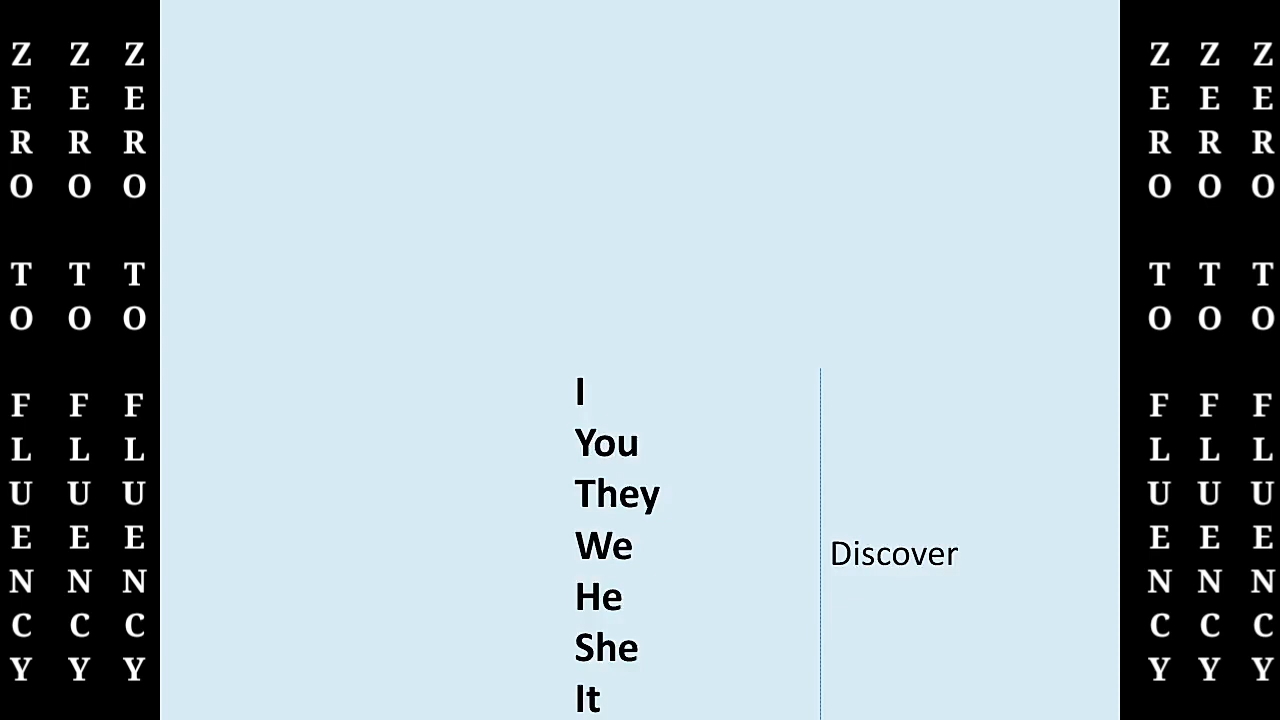 ZERO TO FLUENCY
ZERO TO FLUENCY
ZERO TO FLUENCY
I
You
They
We
He
She
It
Discover
ZERO TO FLUENCY
ZERO TO FLUENCY
ZERO TO FLUENCY